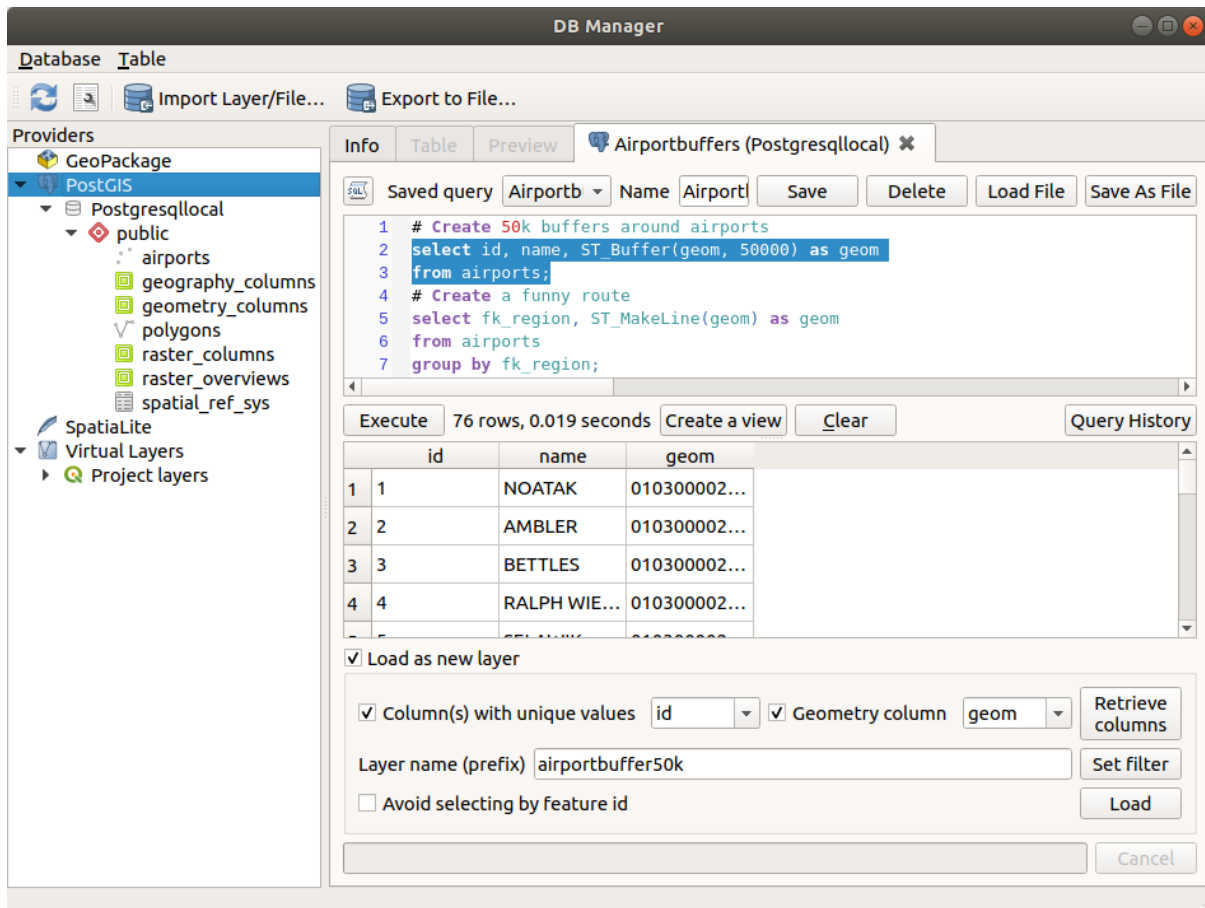 DB Manager
Database Table
Import Layer/File... Export to File...
Providers
GeoPackage
PostGIS
Postgresqllocal
public
airports
geography_columns
geometry_columns
polygons
raster_columns
raster_overviews
spatial_ref_sys
SpatiaLite
Virtual Layers
Project layers
Info Table Preview Airportbuffers (Postgresqllocal)
SQL Saved query Airportb Name Airportl Save Delete Load File Save As File
1 # Create 50k buffers around airports
2 select id, name, ST_Buffer(geom, 50000) as geom
3 from airports;
4 # Create a funny route
5 select fk_region, ST_MakeLine(geom) as geom
6 from airports
7 group by fk_region;
Execute 76 rows, 0.019 seconds Create a view Clear Query History
id name geom
1 1 NOATAK 010300002...
2 2 AMBLER 010300002...
3 3 BETTLES 010300002...
4 4 RALPH WIE... 010300002...
Load as new layer
Column(s) with unique values id Geometry column geom Retrieve columns
Layer name (prefix) airportbuffer50k Set filter
Avoid selecting by feature id Load
Cancel